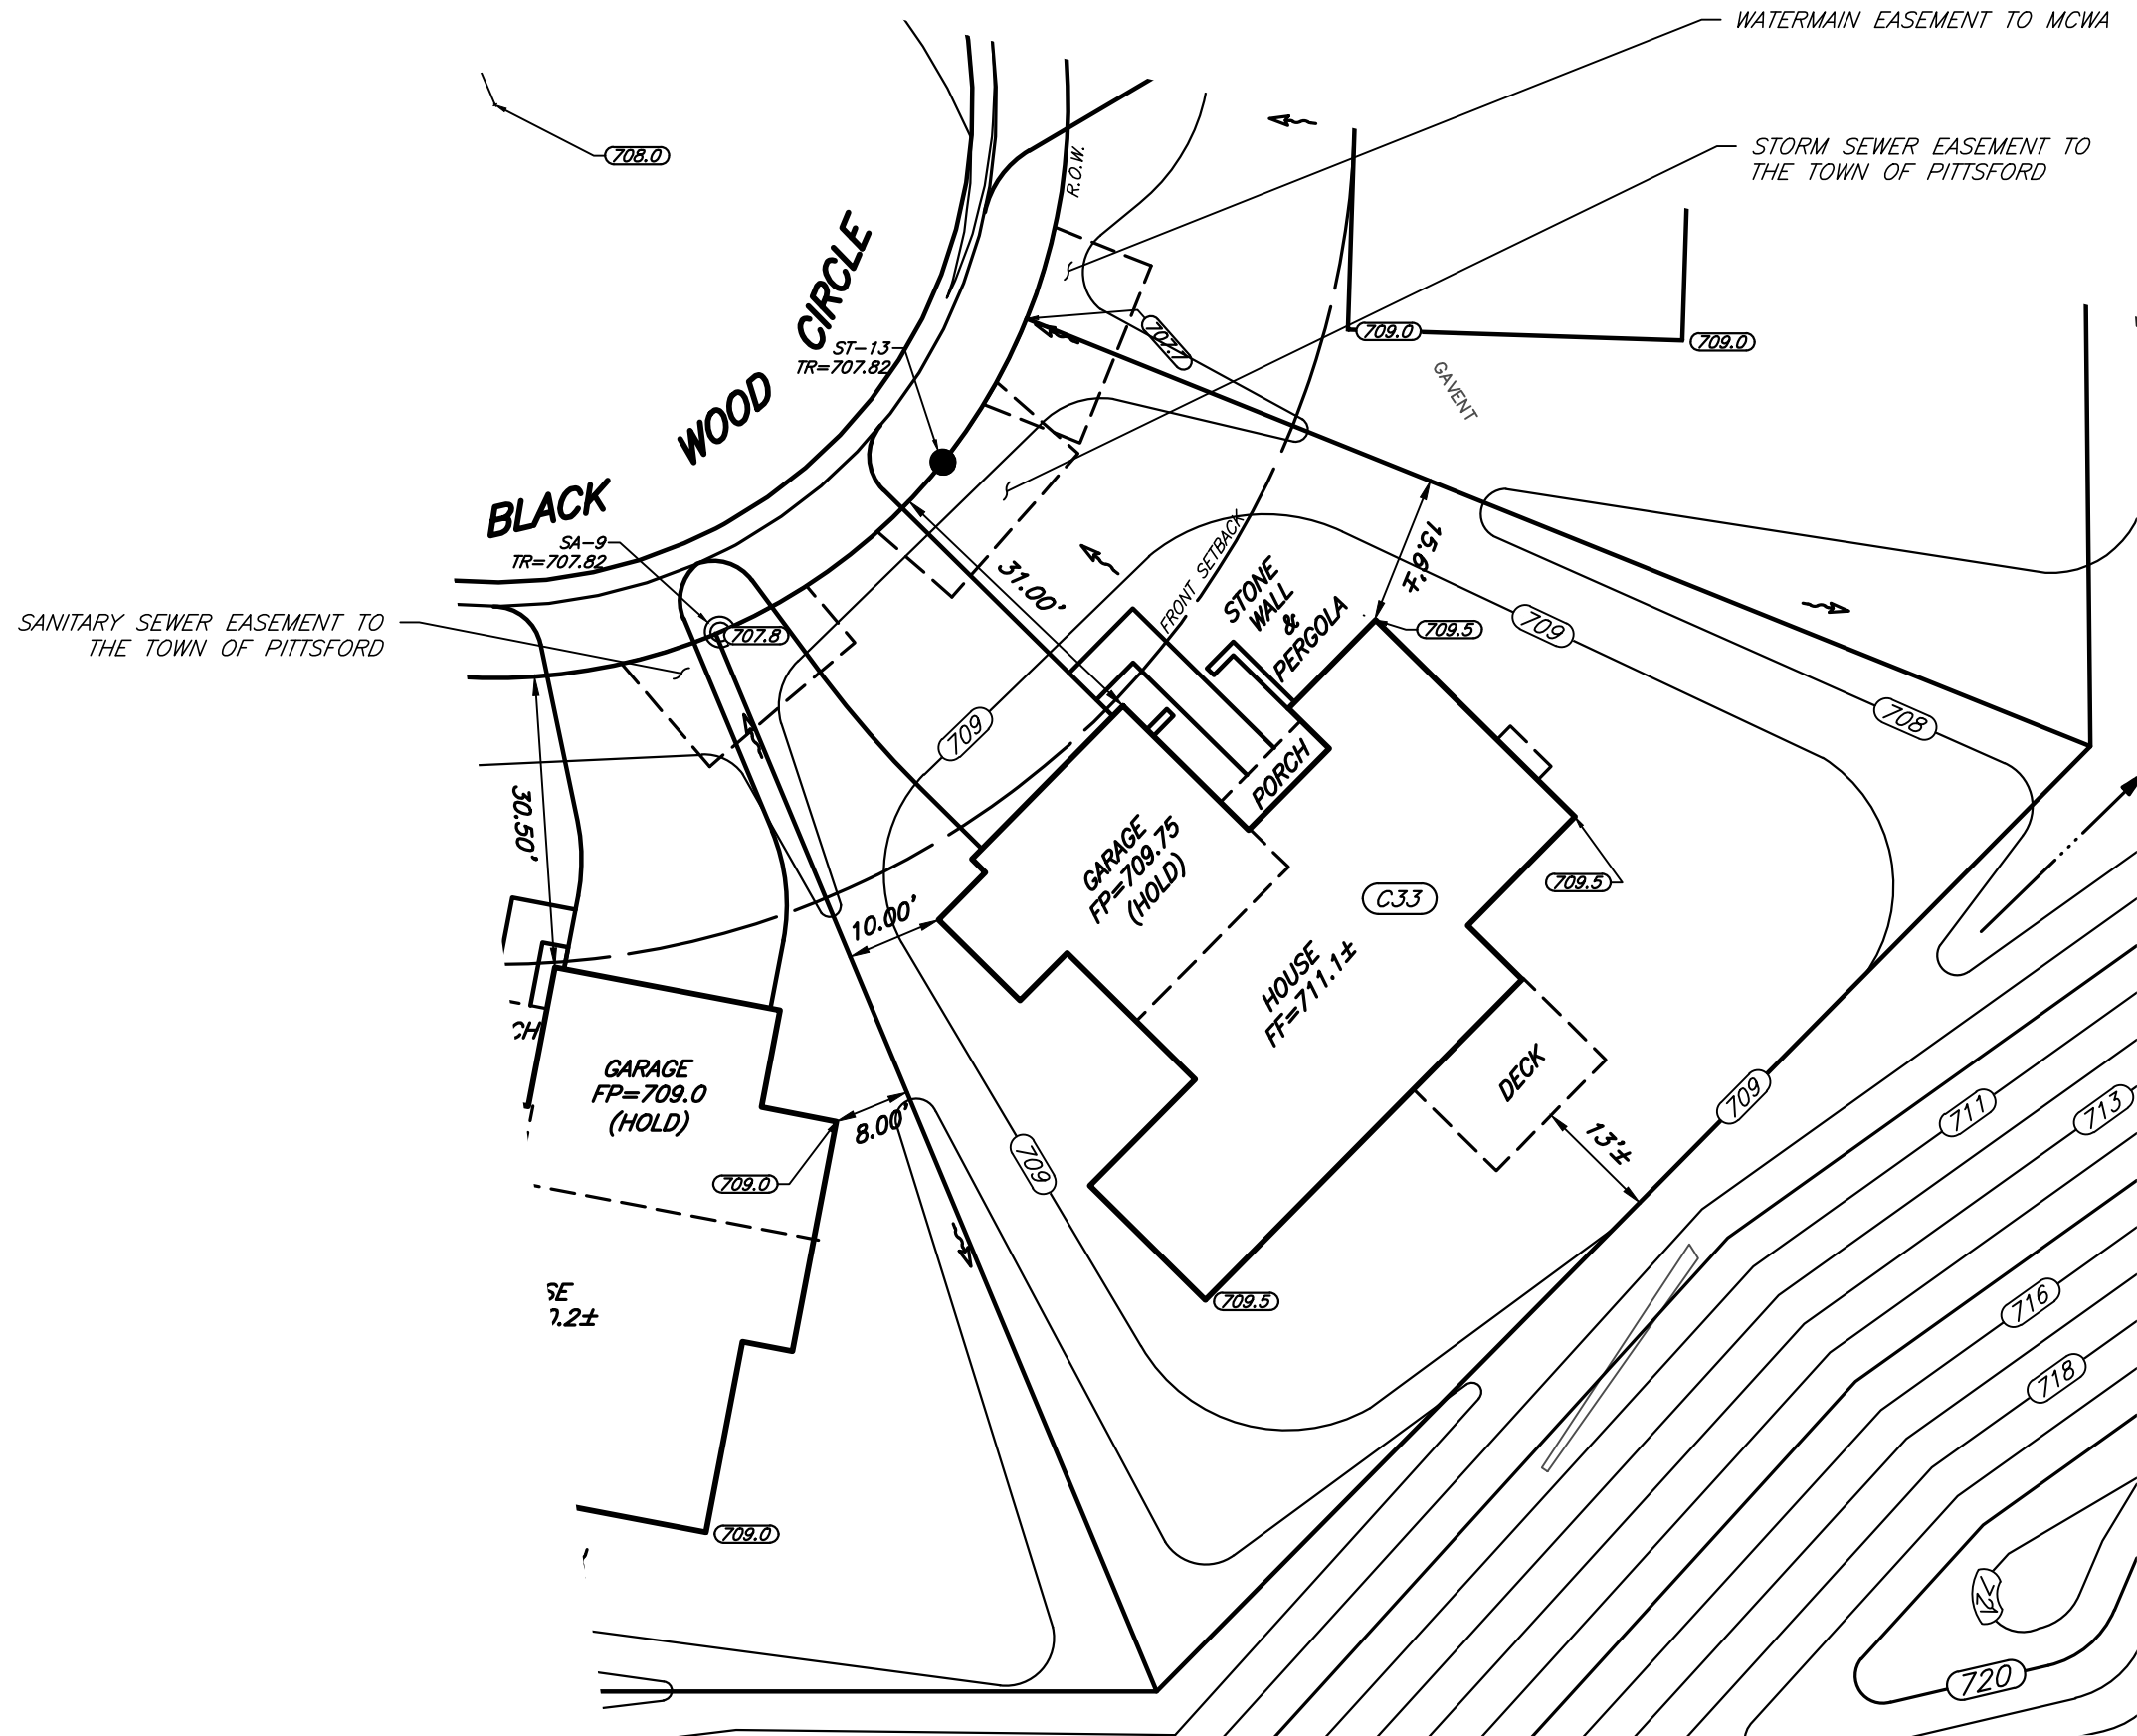 WATERMAIN EASEMENT TO MCWA
STORM SEWER EASEMENT TO
THE TOWN OF PITTSFORD
708.0
R.O.W.
BLACK WOOD CIRCLE
ST-13
TR=707.82
707.7
709.0
709.0
GAVENT
SA-9
TR=707.82
SANITARY SEWER EASEMENT TO
THE TOWN OF PITTSFORD
707.8
31.00'
FRONT SETBACK
STONE
WALL
&
PERGOLA
15.6'±
709.5
709
708
709
PORCH
30.50'
GARAGE
FP=709.75
(HOLD)
C33
709.5
10.00'
HOUSE
FF=711.1±
DECK
13'±
709
711
713
CH
GARAGE
FP=709.0
(HOLD)
8.00'
709.0
709
709.5
716
718
SE
.2±
709.0
721
720